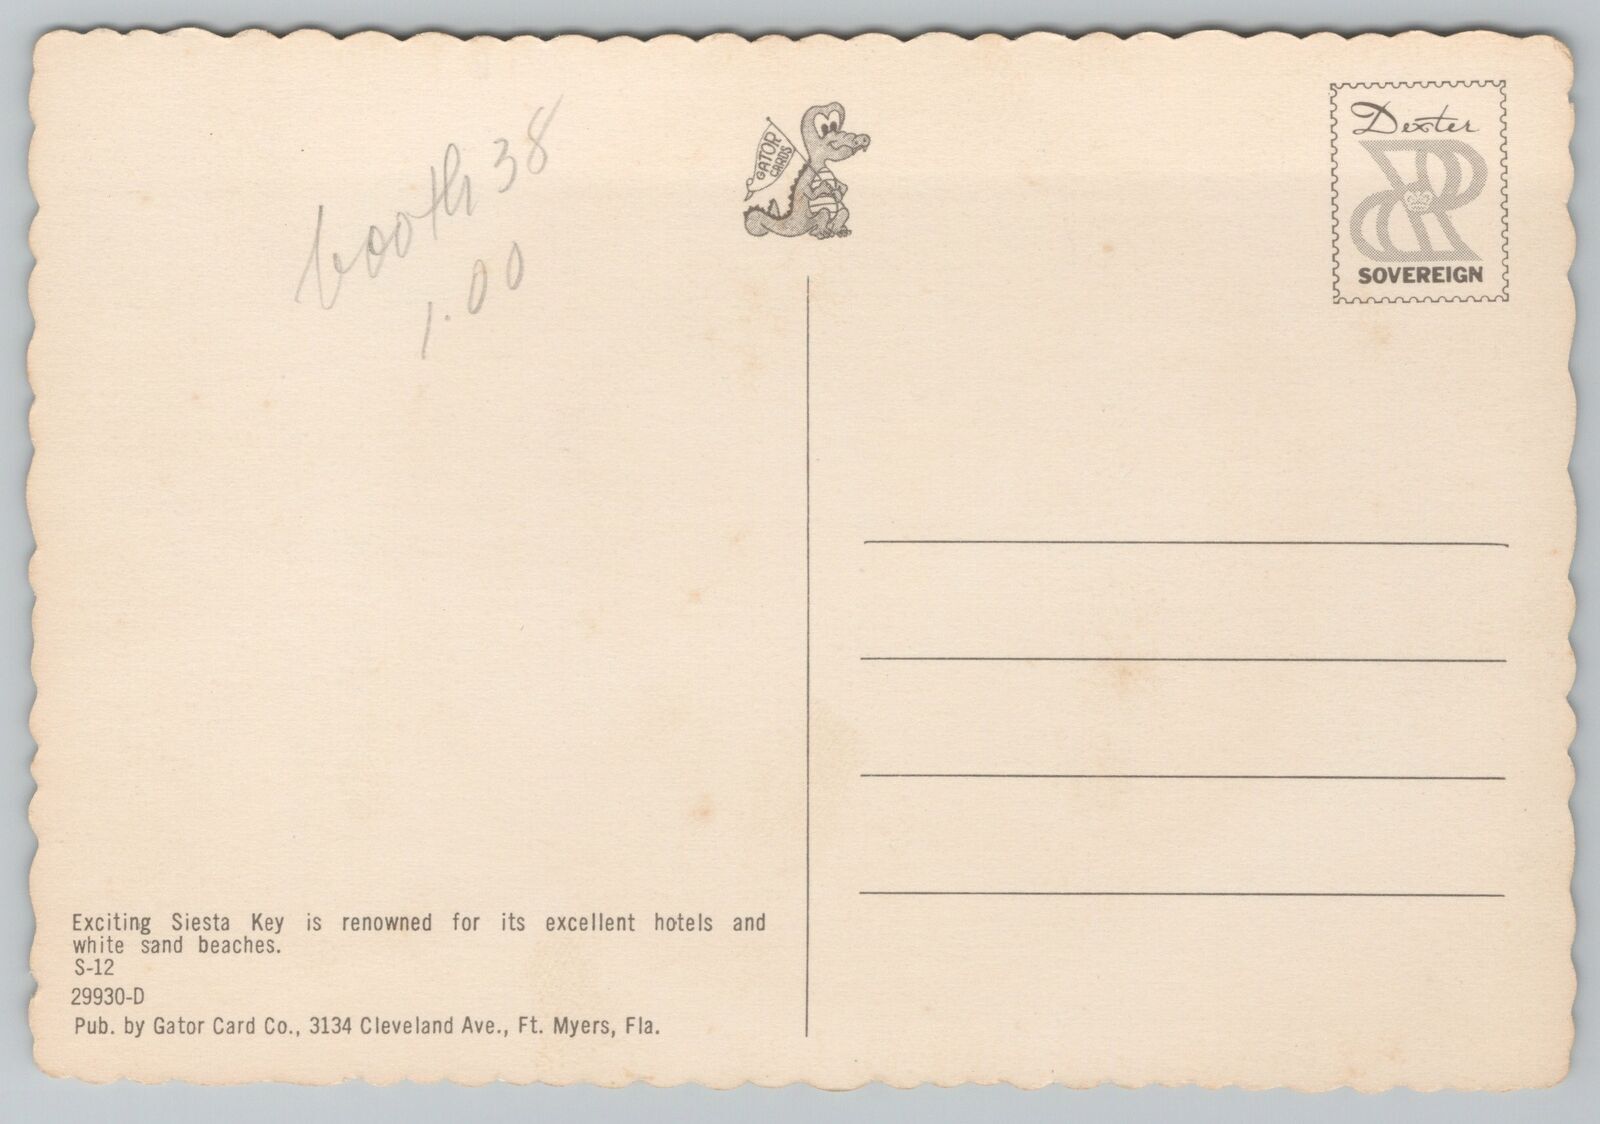 booth 38
1.00
GATOR
CARDS
Dexter
SOVEREIGN
Exciting Siesta Key is renowned for its excellent hotels and
white sand beaches.
S-12
29930-D
Pub. by Gator Card Co., 3134 Cleveland Ave., Ft. Myers, Fla.